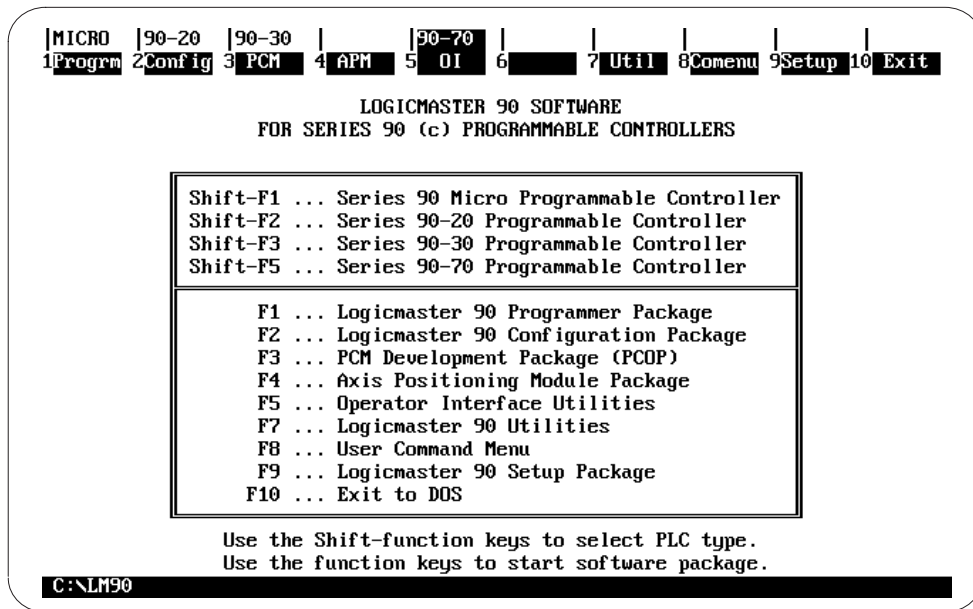 |MICRO |90-20 |90-30 | |90-70 | | | | |
1Progrm 2Config 3 PCM 4 APM 5 OI 6 7 Util 8Comenu 9Setup 10 Exit
LOGICMASTER 90 SOFTWARE
FOR SERIES 90 (c) PROGRAMMABLE CONTROLLERS
Shift-F1 ... Series 90 Micro Programmable Controller
Shift-F2 ... Series 90-20 Programmable Controller
Shift-F3 ... Series 90-30 Programmable Controller
Shift-F5 ... Series 90-70 Programmable Controller
F1 ... Logicmaster 90 Programmer Package
F2 ... Logicmaster 90 Configuration Package
F3 ... PCM Development Package (PCOP)
F4 ... Axis Positioning Module Package
F5 ... Operator Interface Utilities
F7 ... Logicmaster 90 Utilities
F8 ... User Command Menu
F9 ... Logicmaster 90 Setup Package
F10 ... Exit to DOS
Use the Shift-function keys to select PLC type.
Use the function keys to start software package.
C:\LM90